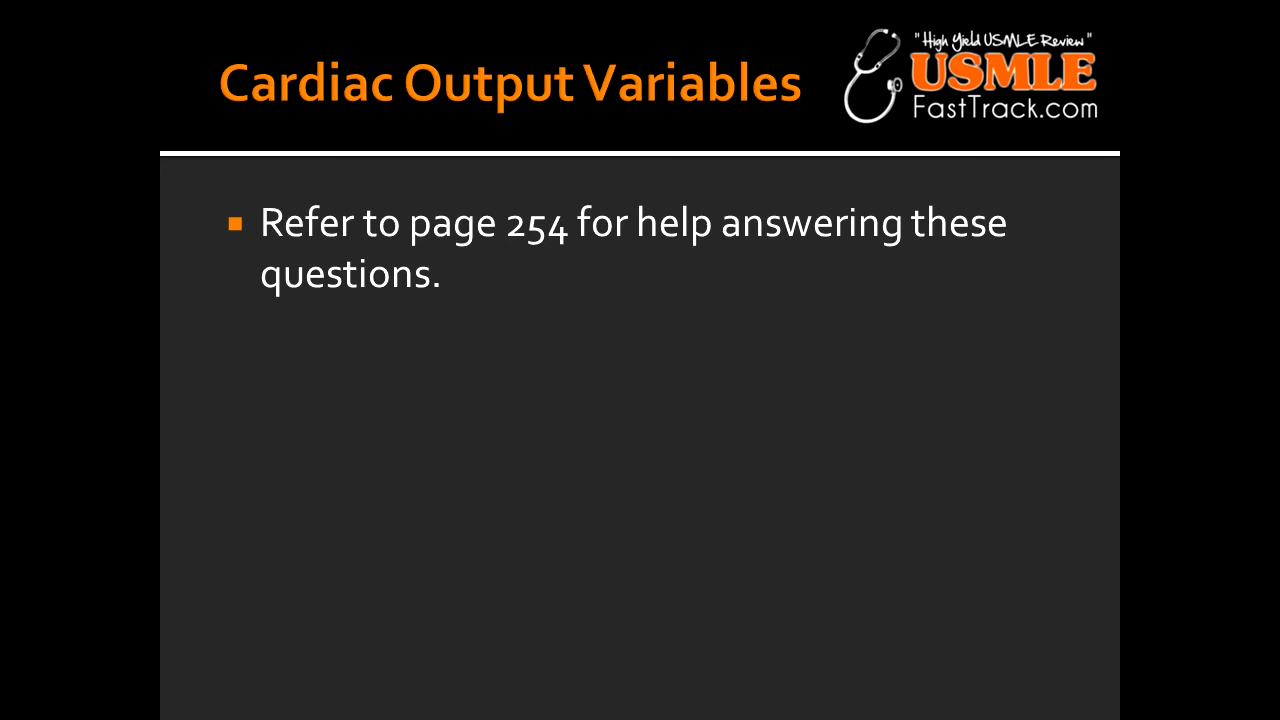 Cardiac Output Variables
"High Yield USMLE Review"
USMLE
FastTrack.com
Refer to page 254 for help answering these
questions.